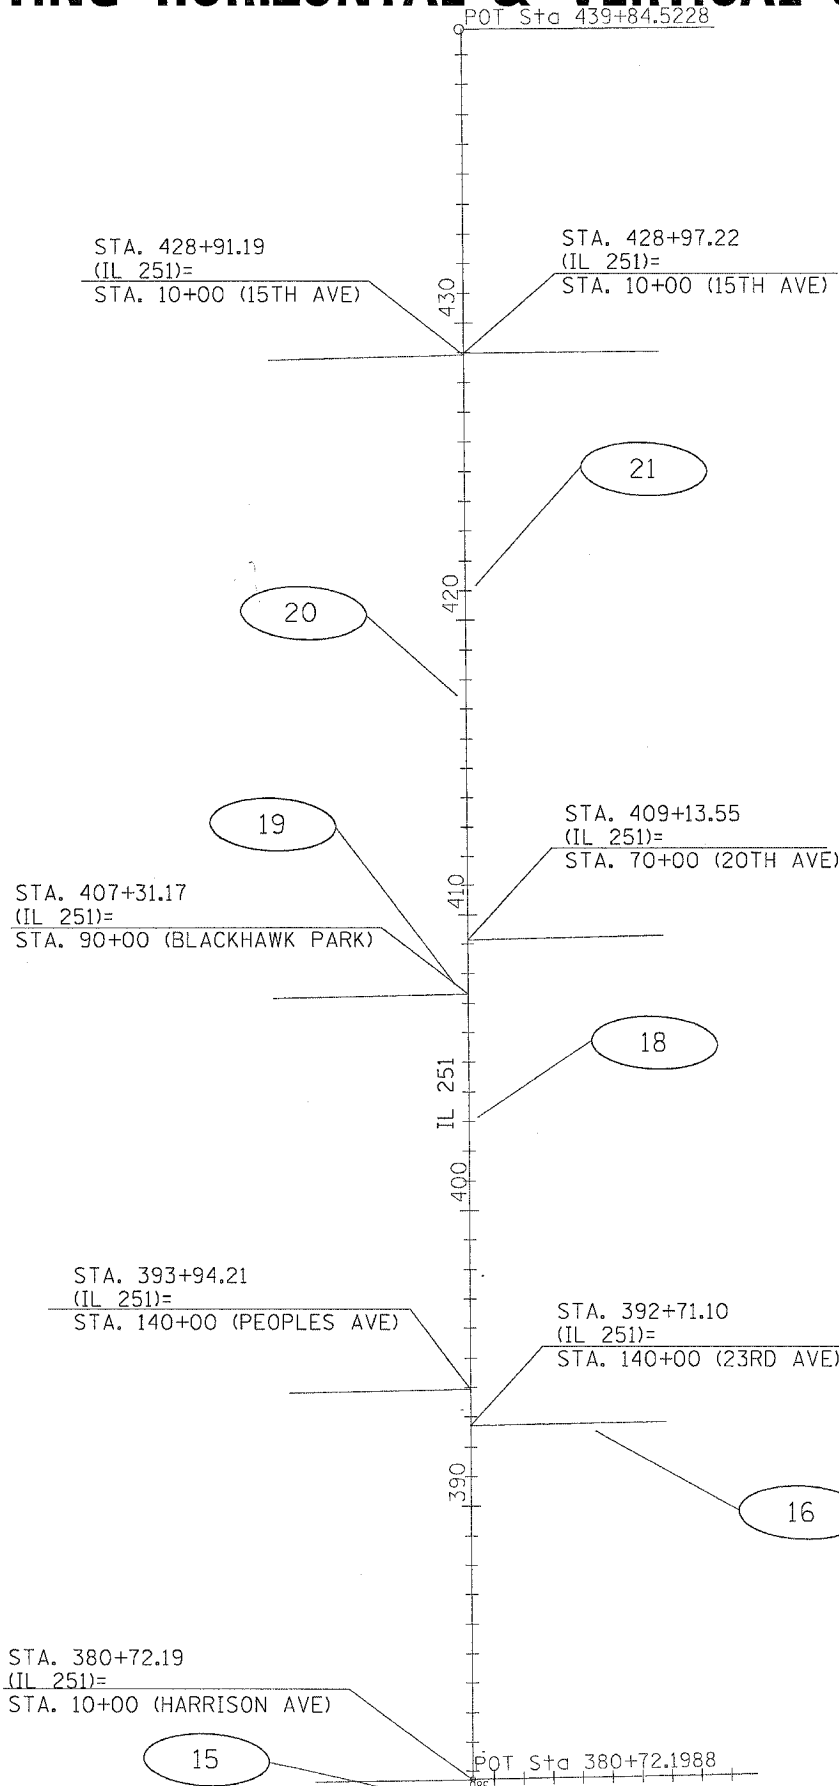 POT Sta 439+84.5228
STA. 428+91.19
(IL 251)=
STA. 10+00 (15TH AVE)
STA. 428+97.22
(IL 251)=
STA. 10+00 (15TH AVE)
430
21
420
20
19
STA. 409+13.55
(IL 251)=
STA. 70+00 (20TH AVE)
410
STA. 407+31.17
(IL 251)=
STA. 90+00 (BLACKHAWK PARK)
18
IL 251
400
STA. 393+94.21
(IL 251)=
STA. 140+00 (PEOPLES AVE)
STA. 392+71.10
(IL 251)=
STA. 140+00 (23RD AVE)
390
16
STA. 380+72.19
(IL 251)=
STA. 10+00 (HARRISON AVE)
15
POT Sta 380+72.1988